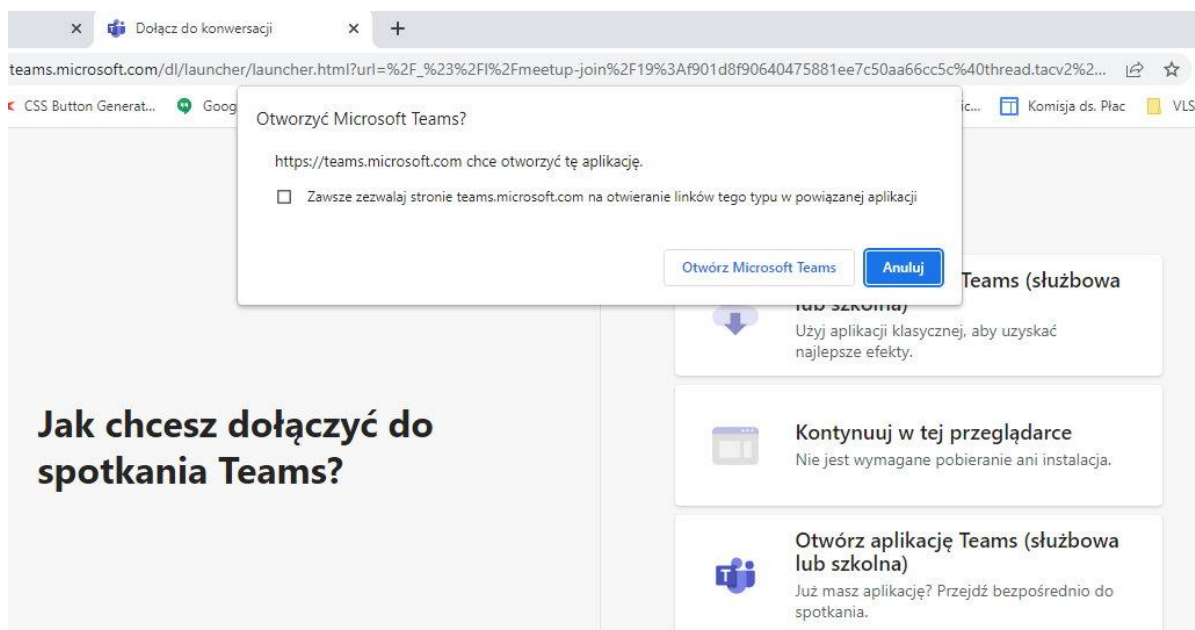 Dołącz do konwersacji
teams.microsoft.com/dl/launcher/launcher.html?url=%2F_%23%2Fl%2Fmeetup-join%2F19%3Af901d8f90640475881ee7c50aa66cc5c%40thread.tacv2%2...
CSS Button Generat... Goog ic... Komisja ds. Płac VLS
Otworzyć Microsoft Teams?
https://teams.microsoft.com chce otworzyć tę aplikację.
Zawsze zezwalaj stronie teams.microsoft.com na otwieranie linków tego typu w powiązanej aplikacji
Otwórz Microsoft Teams Anuluj
Teams (służbowa
lub szkolna)
Użyj aplikacji klasycznej, aby uzyskać
najlepsze efekty.
Jak chcesz dołączyć do
spotkania Teams?
Kontynuuj w tej przeglądarce
Nie jest wymagane pobieranie ani instalacja.
Otwórz aplikację Teams (służbowa
lub szkolna)
Już masz aplikację? Przejdź bezpośrednio do
spotkania.